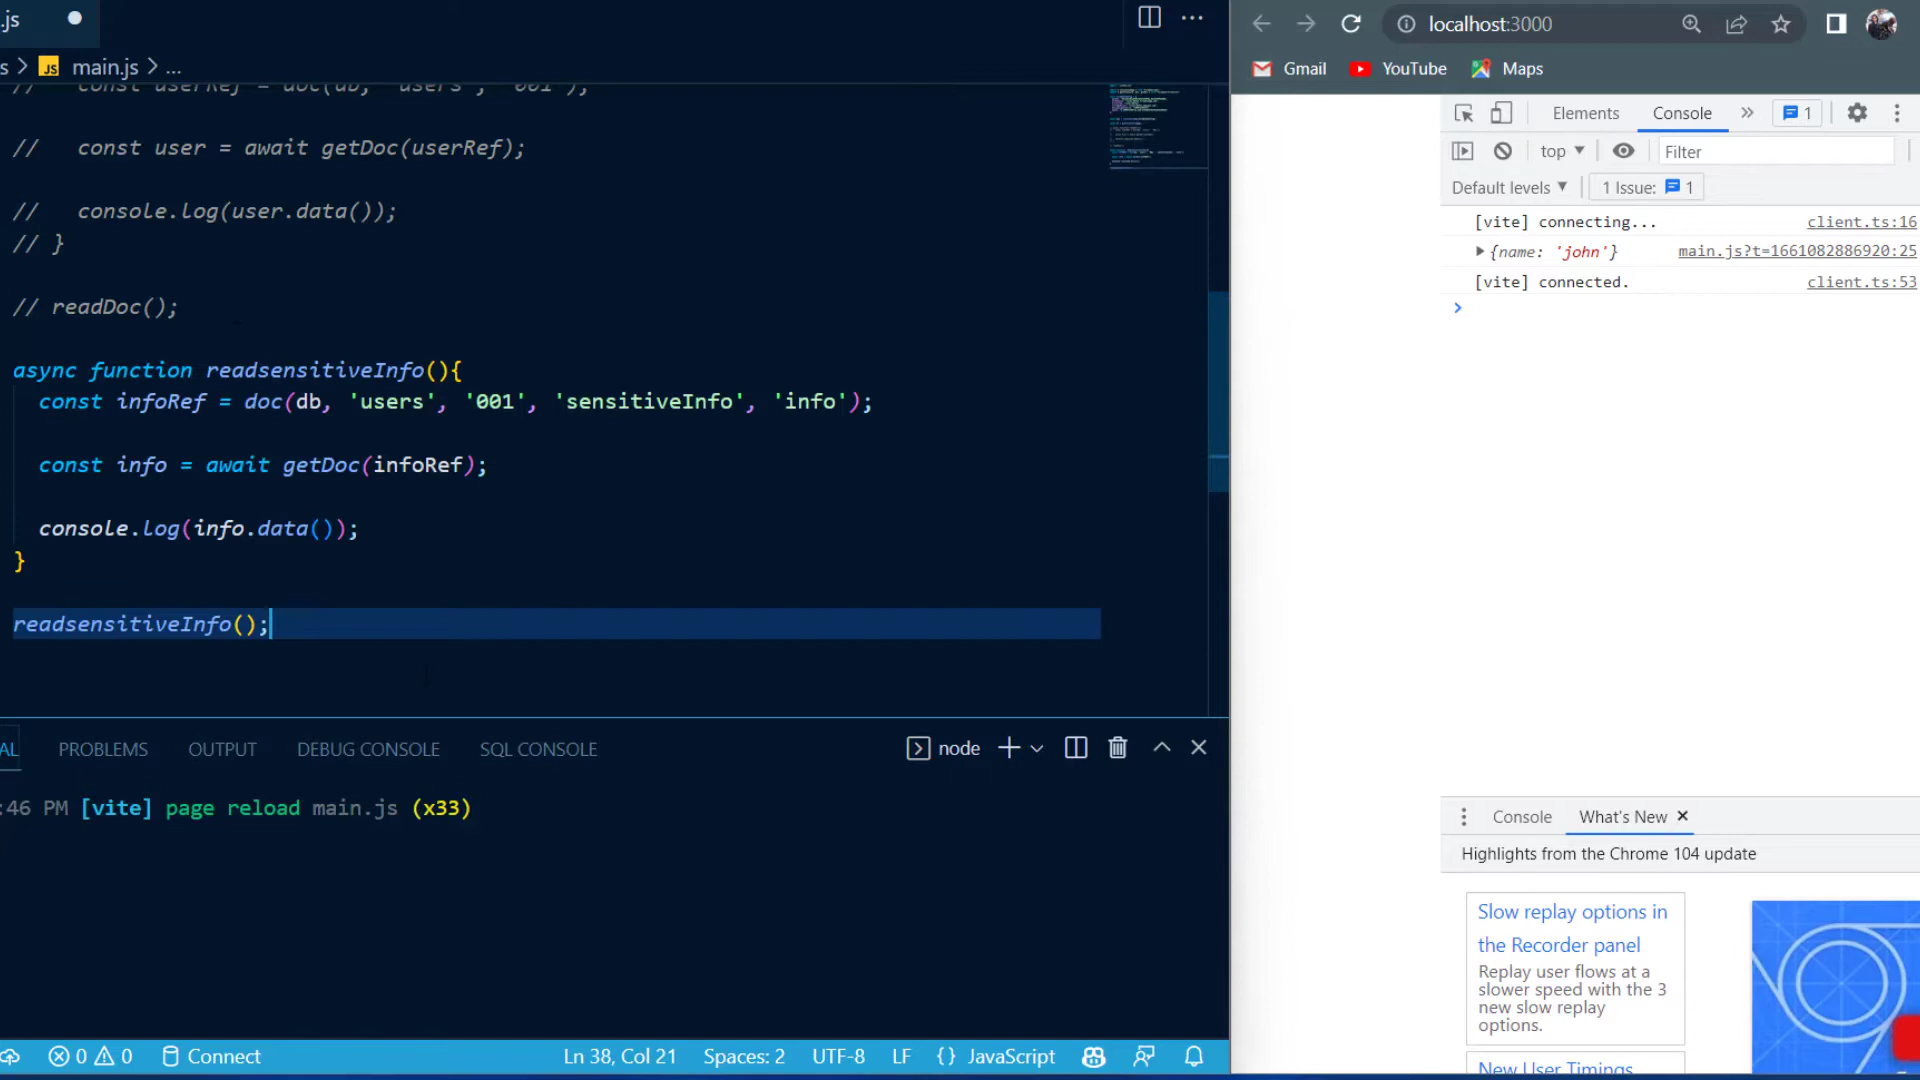 .js
s > JS main.js > ...
// const userRef = doc(db, 'users', '001');
// const user = await getDoc(userRef);
// console.log(user.data());
// }
// readDoc();
async function readsensitiveInfo(){
const infoRef = doc(db, 'users', '001', 'sensitiveInfo', 'info');
const info = await getDoc(infoRef);
console.log(info.data());
}
readsensitiveInfo();
AL PROBLEMS OUTPUT DEBUG CONSOLE SQL CONSOLE node
:46 PM [vite] page reload main.js (x33)
0 0 Connect Ln 38, Col 21 Spaces: 2 UTF-8 LF {} JavaScript
localhost:3000
Gmail YouTube Maps
Elements Console » 1
top Filter
Default levels 1 Issue: 1
[vite] connecting... client.ts:16
{name: 'john'} main.js?t=1661082886920:25
[vite] connected. client.ts:53
>
Console What's New ×
Highlights from the Chrome 104 update
Slow replay options in
the Recorder panel
Replay user flows at a
slower speed with the 3
new slow replay
options.
New User Timings